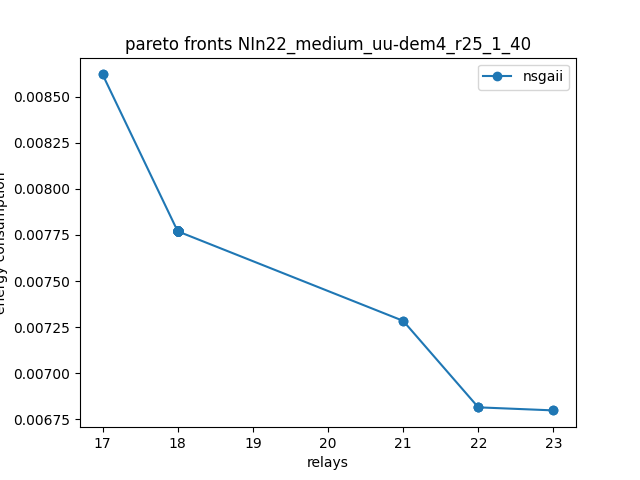 pareto fronts NIn22_medium_uu-dem4_r25_1_40
nsgaii
0.00850
0.00825
0.00800
0.00775
0.00750
0.00725
0.00700
0.00675
energy consumption
17 18 19 20 21 22 23
relays